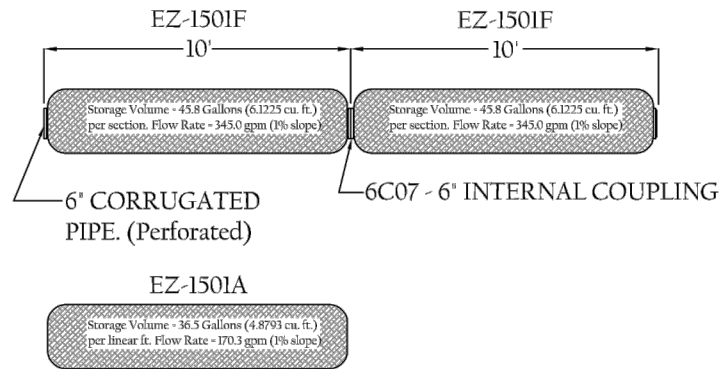 EZ-1501F
EZ-1501F
10'
10'
Storage Volume = 45.8 Gallons (6.1225 cu. ft.)
per section. Flow Rate = 345.0 gpm (1% slope)
Storage Volume = 45.8 Gallons (6.1225 cu. ft.)
per section. Flow Rate = 345.0 gpm (1% slope)
6" CORRUGATED
PIPE. (Perforated)
6C07 - 6" INTERNAL COUPLING
EZ-1501A
Storage Volume = 36.5 Gallons (4.8793 cu. ft.)
per linear ft. Flow Rate = 170.3 gpm (1% slope)